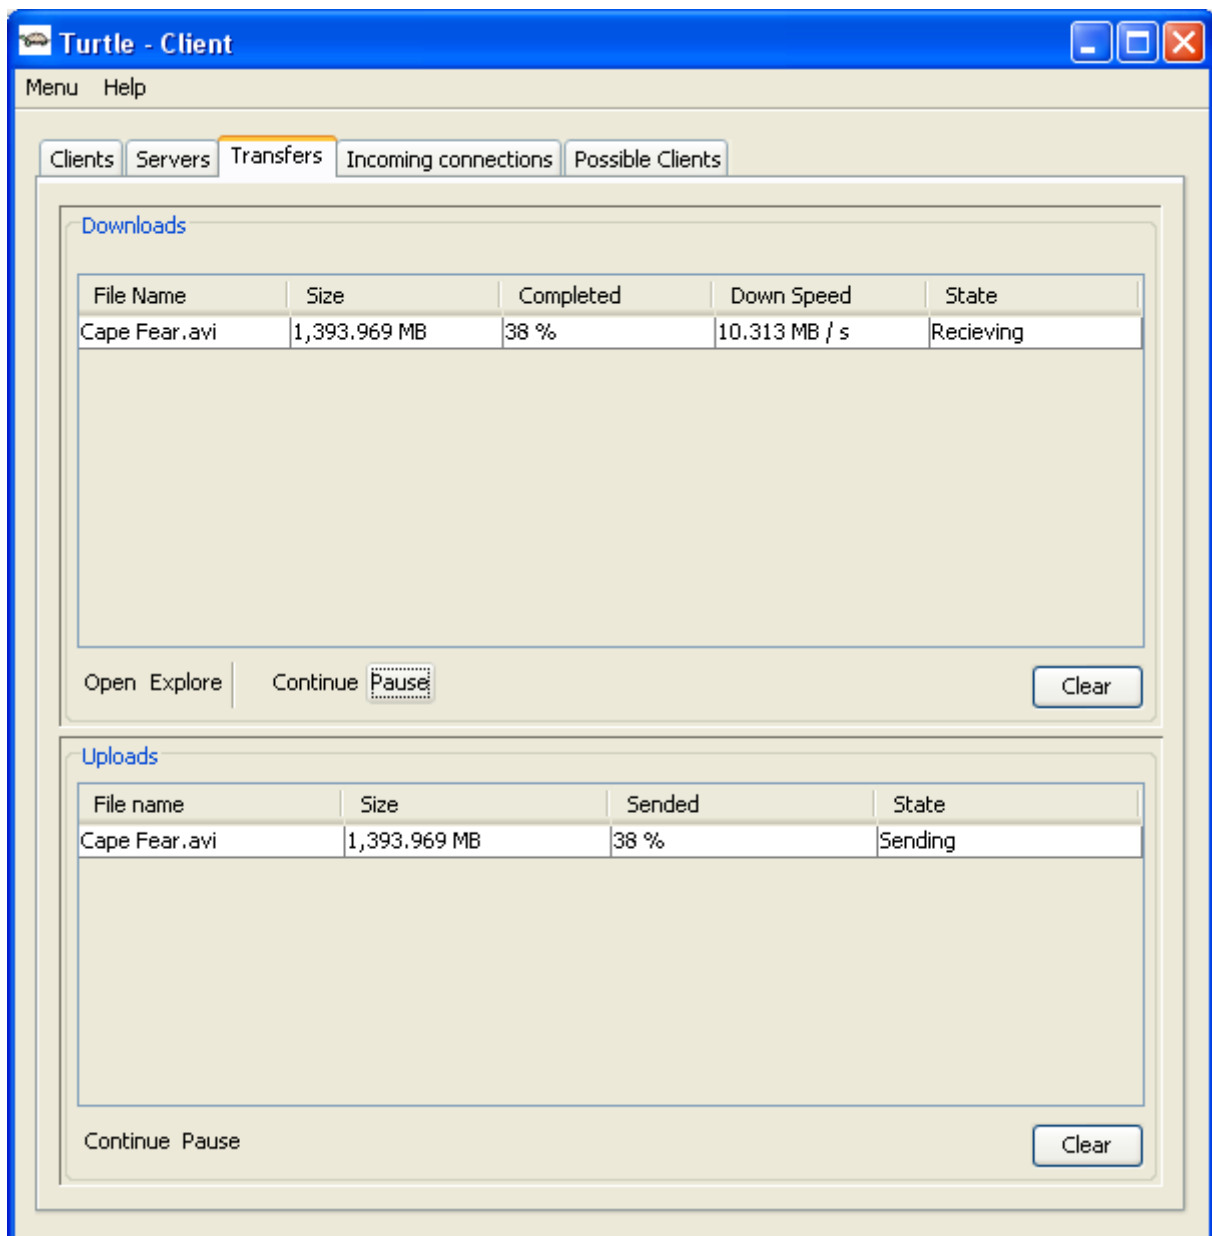 Turtle - Client
Menu Help
Clients Servers Transfers Incoming connections Possible Clients
Downloads
File Name Size Completed Down Speed State
Cape Fear.avi 1,393.969 MB 38 % 10.313 MB / s Recieving
Open Explore Continue Pause Clear
Uploads
File name Size Sended State
Cape Fear.avi 1,393.969 MB 38 % Sending
Continue Pause Clear